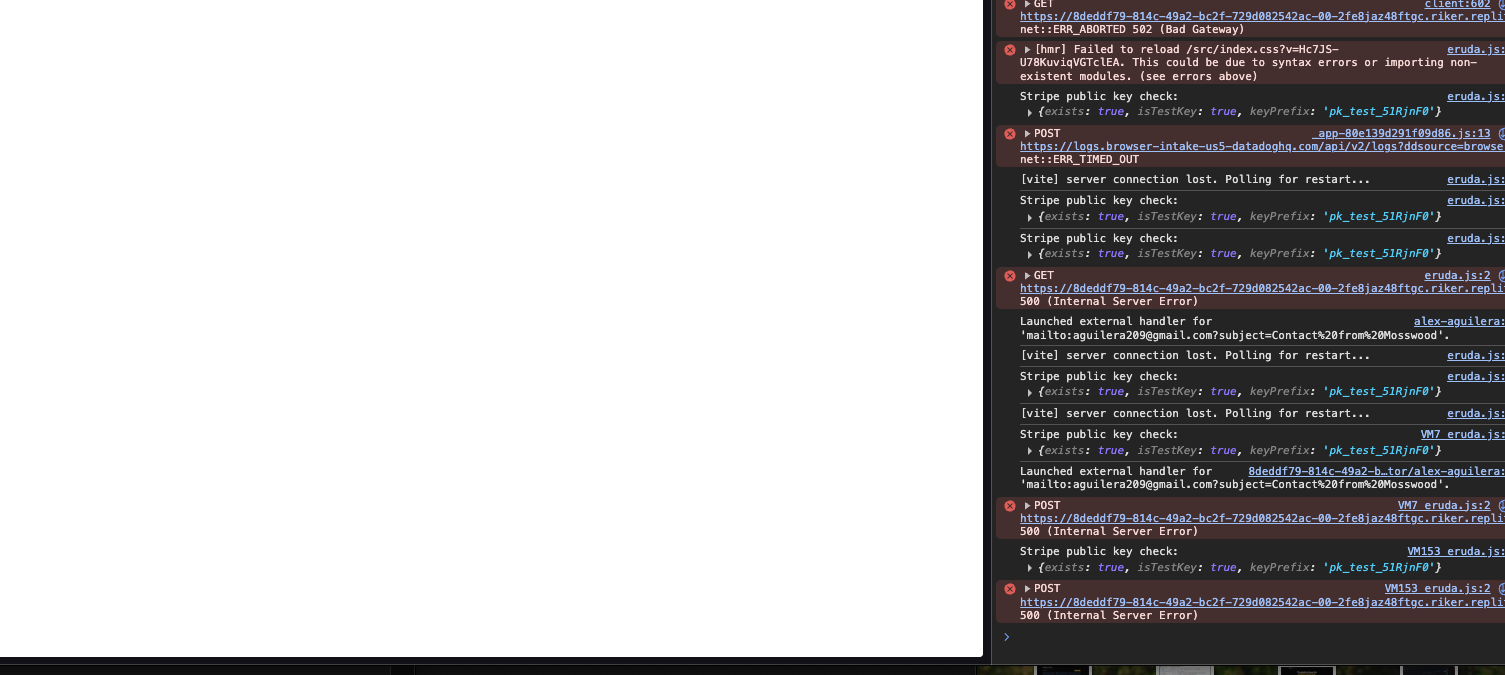 GET client:602
https://8deddf79-814c-49a2-bc2f-729d082542ac-00-2fe8jaz48ftgc.riker.repli
net::ERR_ABORTED 502 (Bad Gateway)
[hmr] Failed to reload /src/index.css?v=Hc7JS- eruda.js:
U78KuviqVGTclEA. This could be due to syntax errors or importing non-
existent modules. (see errors above)
Stripe public key check: eruda.js:
{exists: true, isTestKey: true, keyPrefix: 'pk_test_51RjnF0'}
POST _app-80e139d291f09d86.js:13
https://logs.browser-intake-us5-datadoghq.com/api/v2/logs?ddsource=browse
net::ERR_TIMED_OUT
[vite] server connection lost. Polling for restart... eruda.js:
Stripe public key check: eruda.js:
{exists: true, isTestKey: true, keyPrefix: 'pk_test_51RjnF0'}
Stripe public key check: eruda.js:
{exists: true, isTestKey: true, keyPrefix: 'pk_test_51RjnF0'}
GET eruda.js:2
https://8deddf79-814c-49a2-bc2f-729d082542ac-00-2fe8jaz48ftgc.riker.repli
500 (Internal Server Error)
Launched external handler for alex-aguilera:
'mailto:aguilera209@gmail.com?subject=Contact%20from%20Mosswood'.
[vite] server connection lost. Polling for restart... eruda.js:
Stripe public key check: eruda.js:
{exists: true, isTestKey: true, keyPrefix: 'pk_test_51RjnF0'}
[vite] server connection lost. Polling for restart... eruda.js:
Stripe public key check: VM7 eruda.js:
{exists: true, isTestKey: true, keyPrefix: 'pk_test_51RjnF0'}
Launched external handler for 8deddf79-814c-49a2-b…tor/alex-aguilera:
'mailto:aguilera209@gmail.com?subject=Contact%20from%20Mosswood'.
POST VM7 eruda.js:2
https://8deddf79-814c-49a2-bc2f-729d082542ac-00-2fe8jaz48ftgc.riker.repli
500 (Internal Server Error)
Stripe public key check: VM153 eruda.js:
{exists: true, isTestKey: true, keyPrefix: 'pk_test_51RjnF0'}
POST VM153 eruda.js:2
https://8deddf79-814c-49a2-bc2f-729d082542ac-00-2fe8jaz48ftgc.riker.repli
500 (Internal Server Error)